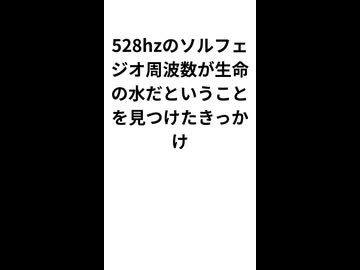 528hzのソルフェ
ジオ周波数が生命
の水だということ
を見つけたきっか
け